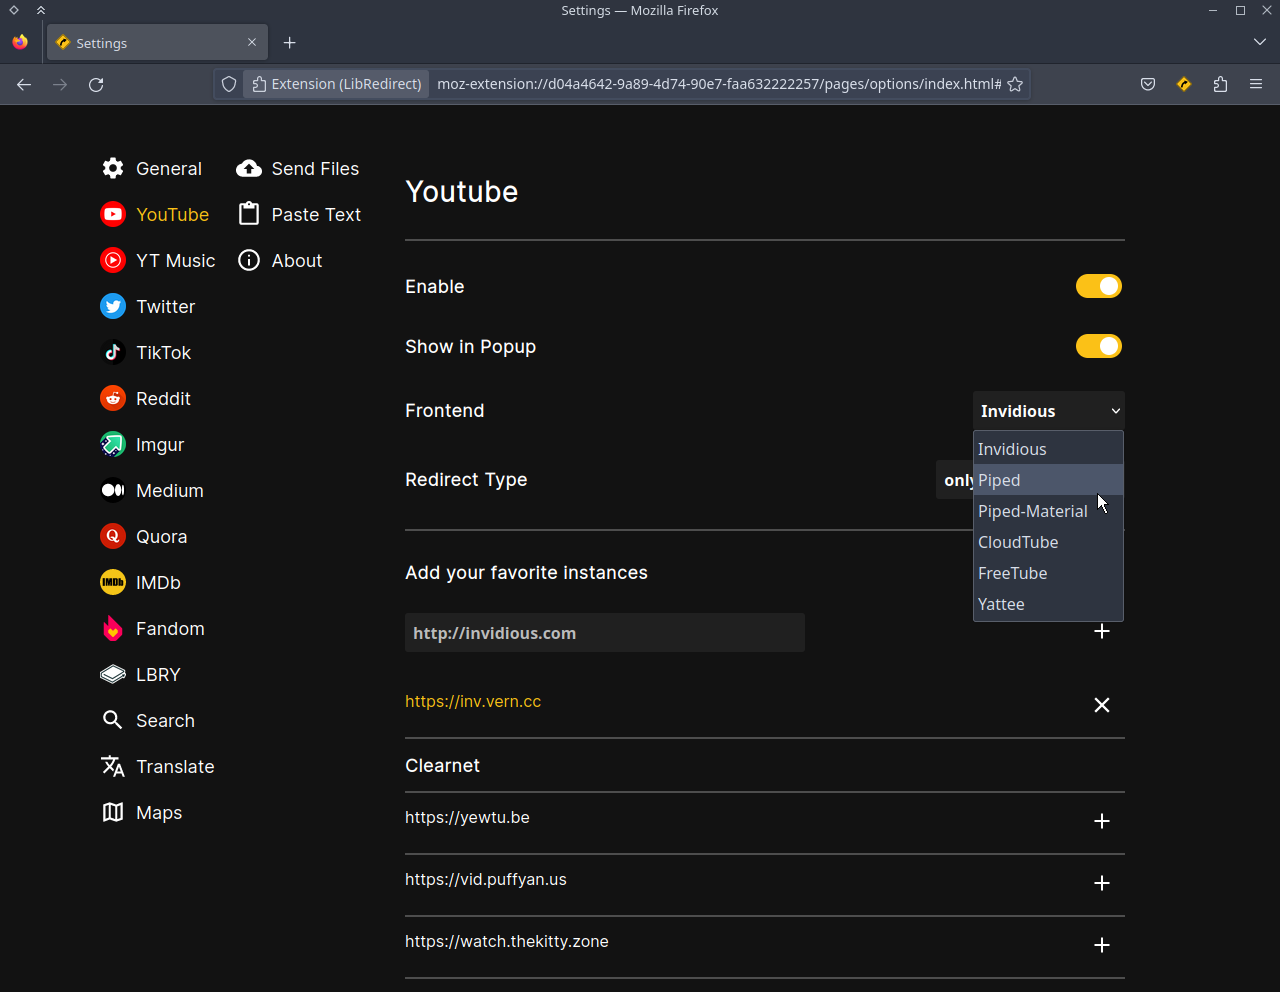 Settings — Mozilla Firefox
Settings
Extension (LibRedirect) moz-extension://d04a4642-9a89-4d74-90e7-faa632222257/pages/options/index.html#
General
YouTube
YT Music
Twitter
TikTok
Reddit
Imgur
Medium
Quora
IMDb
IMDb
Fandom
LBRY
Search
Translate
Maps
Send Files
Paste Text
About
Youtube
Enable
Show in Popup
Frontend Invidious
Invidious
Piped
Piped-Material
CloudTube
FreeTube
Yattee
Redirect Type only
Add your favorite instances
http://invidious.com
https://inv.vern.cc
Clearnet
https://yewtu.be
https://vid.puffyan.us
https://watch.thekitty.zone